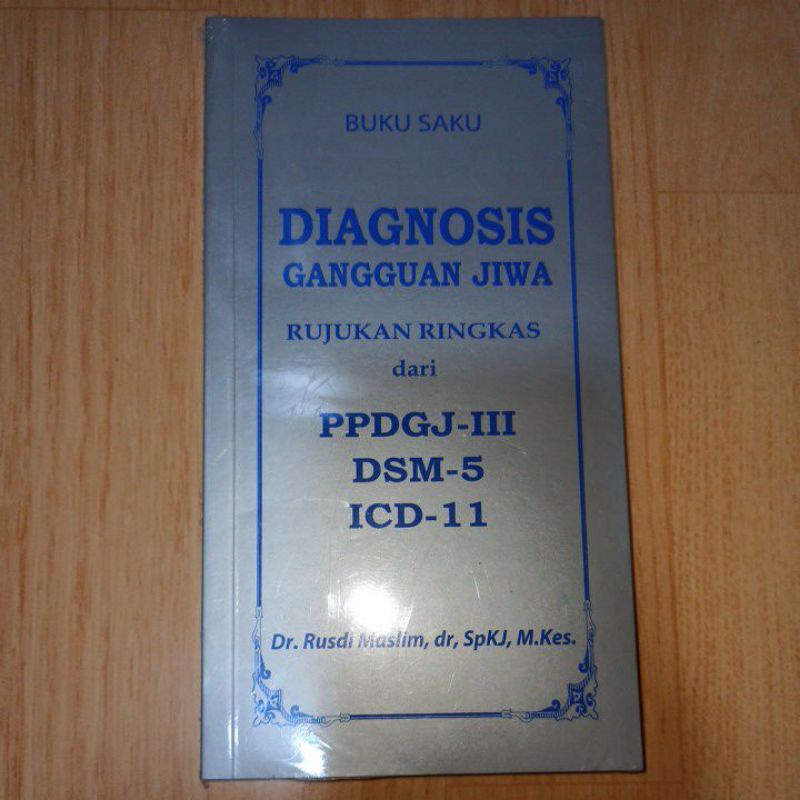 BUKU SAKU
DIAGNOSIS
GANGGUAN JIWA
RUJUKAN RINGKAS
dari
PPDGJ-III
DSM-5
ICD-11
Dr. Rusdi Maslim, dr, SpKJ, M.Kes.